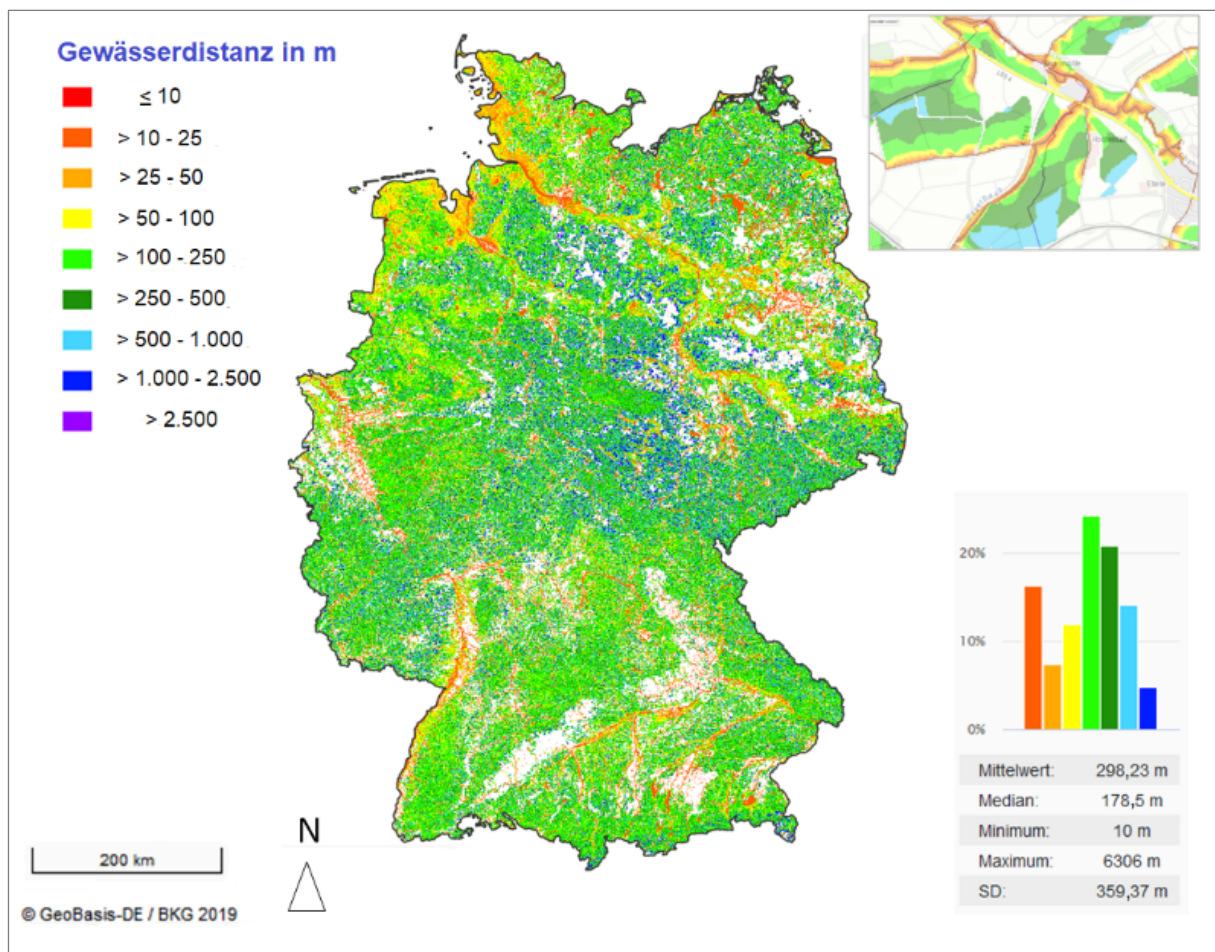 Gewässerdistanz in m
≤ 10
> 10 - 25
> 25 - 50
> 50 - 100
> 100 - 250
> 250 - 500
> 500 - 1.000
> 1.000 - 2.500
> 2.500
200 km
N
© GeoBasis-DE / BKG 2019
20%
10%
0%
Mittelwert: 298,23 m
Median: 178,5 m
Minimum: 10 m
Maximum: 6306 m
SD: 359,37 m